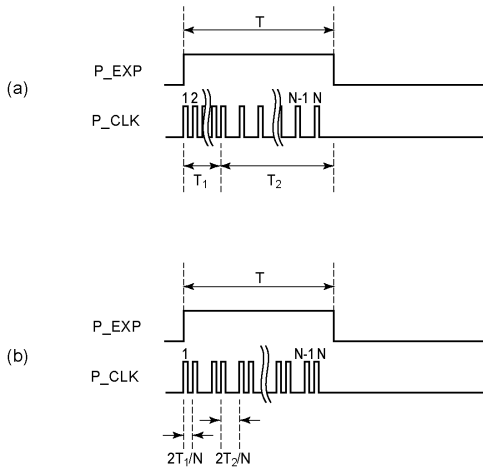 T
P_EXP
(a)
1 2 N-1 N
P_CLK
T1 T2
T
P_EXP
(b)
1 N-1 N
P_CLK
2T1/N 2T2/N